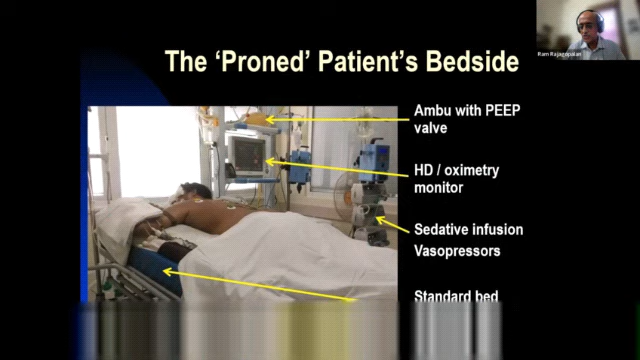 The 'Proned' Patient's Bedside
Ram Rajagopalan
Ambu with PEEP
valve
HD / oximetry
monitor
Sedative infusion
Vasopressors
Standard bed